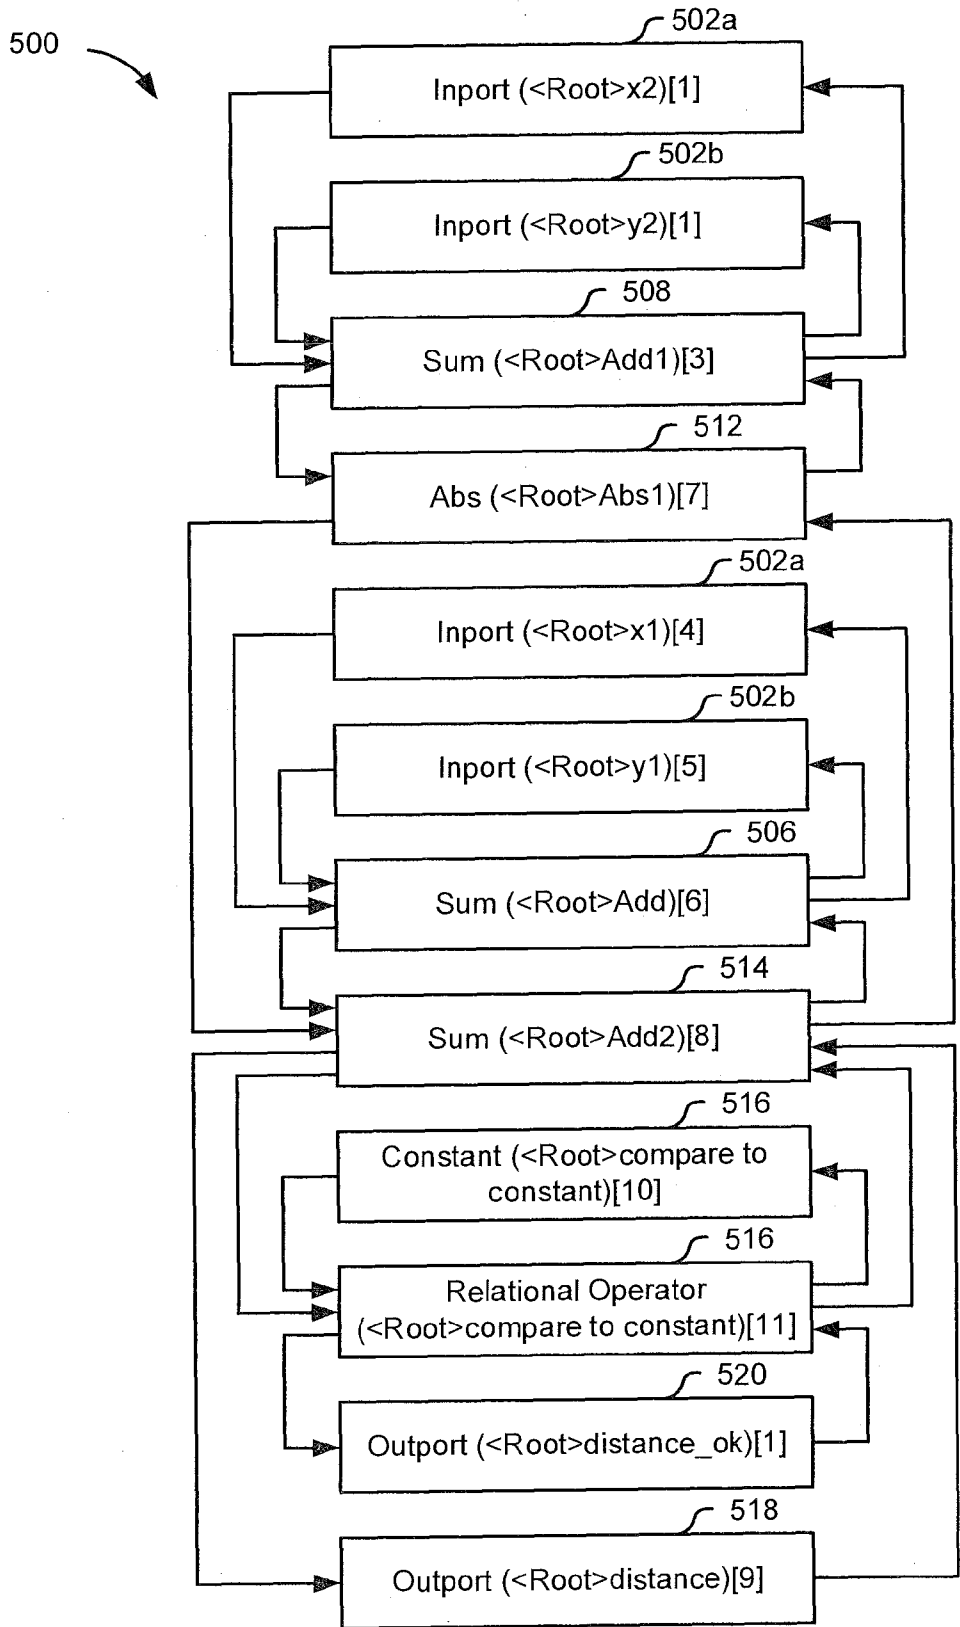 500
502a
Inport (<Root>x2)[1]
502b
Inport (<Root>y2)[1]
508
Sum (<Root>Add1)[3]
512
Abs (<Root>Abs1)[7]
502a
Inport (<Root>x1)[4]
502b
Inport (<Root>y1)[5]
506
Sum (<Root>Add)[6]
514
Sum (<Root>Add2)[8]
516
Constant (<Root>compare to
constant)[10]
516
Relational Operator
(<Root>compare to constant)[11]
520
Outport (<Root>distance_ok)[1]
518
Outport (<Root>distance)[9]